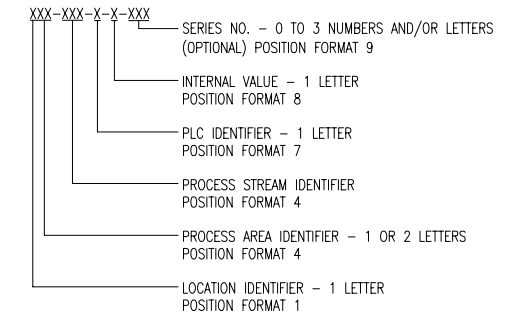 XXX-XXX-X-X-XXX
SERIES NO. – 0 TO 3 NUMBERS AND/OR LETTERS
(OPTIONAL) POSITION FORMAT 9
INTERNAL VALUE – 1 LETTER
POSITION FORMAT 8
PLC IDENTIFIER – 1 LETTER
POSITION FORMAT 7
PROCESS STREAM IDENTIFIER
POSITION FORMAT 4
PROCESS AREA IDENTIFIER – 1 OR 2 LETTERS
POSITION FORMAT 4
LOCATION IDENTIFIER – 1 LETTER
POSITION FORMAT 1